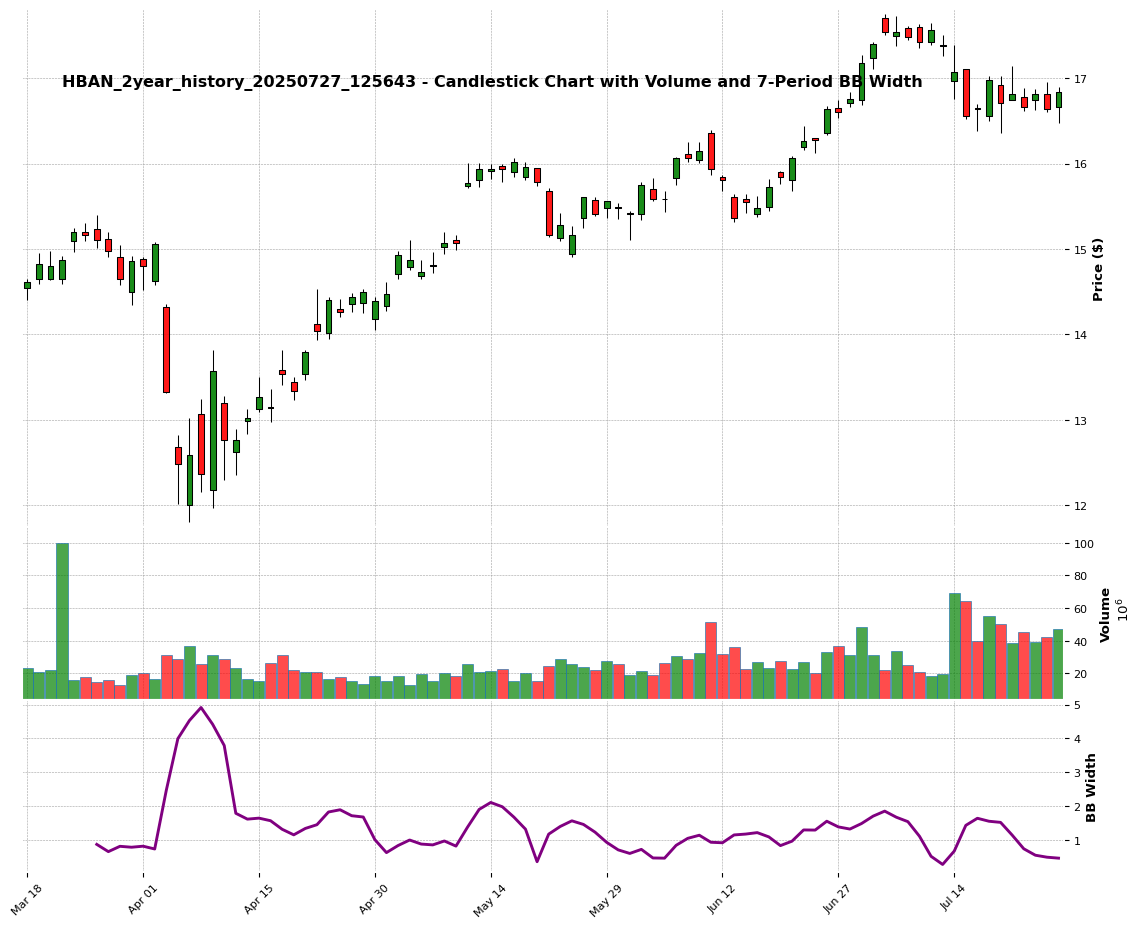 HBAN_2year_history_20250727_125643 - Candlestick Chart with Volume and 7-Period BB Width
17
16
15
14
13
12
Price ($)
100
80
60
40
20
Volume
10^6
5
4
3
2
1
BB Width
Mar 18
Apr 01
Apr 15
Apr 30
May 14
May 29
Jun 12
Jun 27
Jul 14